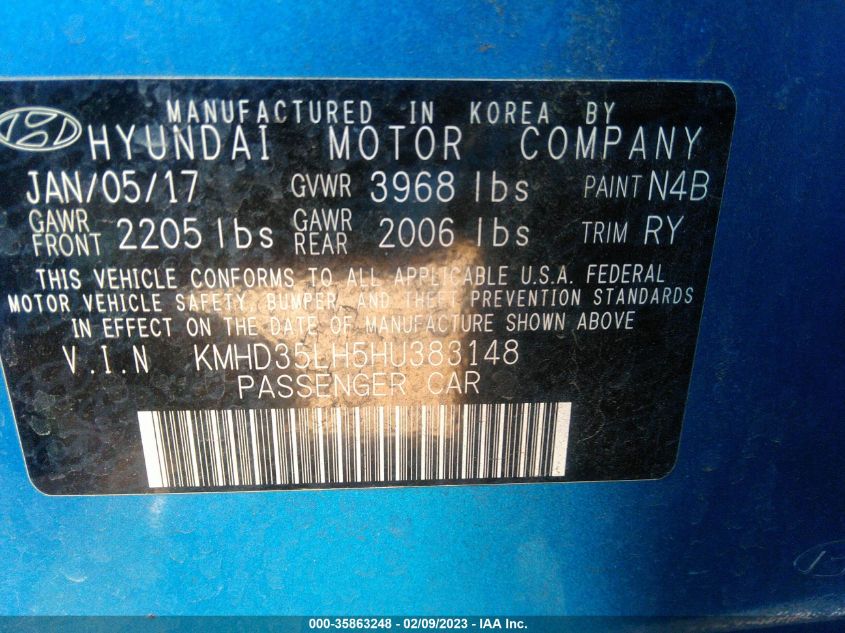 MANUFACTURED IN KOREA BY
HYUNDAI MOTOR COMPANY
JAN/05/17 GVWR 3968 lbs PAINT N4B
GAWR FRONT 2205 lbs GAWR REAR 2006 lbs TRIM RY
THIS VEHICLE CONFORMS TO ALL APPLICABLE U.S.A. FEDERAL
MOTOR VEHICLE SAFETY, BUMPER, AND THEFT PREVENTION STANDARDS
IN EFFECT ON THE DATE OF MANUFACTURE SHOWN ABOVE
V.I.N KMHD35LH5HU383148
PASSENGER CAR
000-35863248 - 02/09/2023 - IAA Inc.